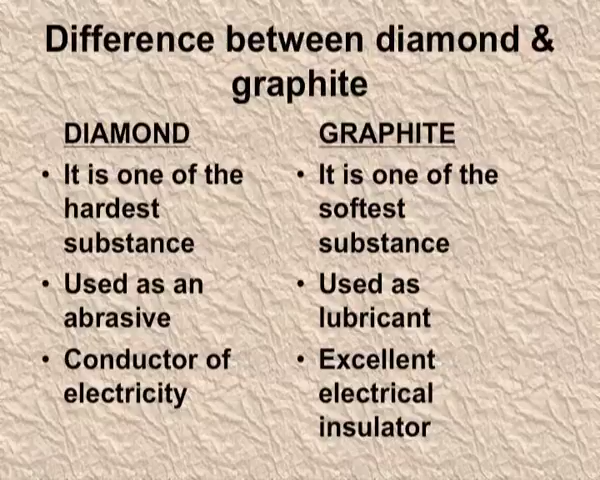 Difference between diamond &
graphite
DIAMOND
• It is one of the
hardest
substance
• Used as an
abrasive
• Conductor of
electricity
GRAPHITE
• It is one of the
softest
substance
• Used as
lubricant
• Excellent
electrical
insulator